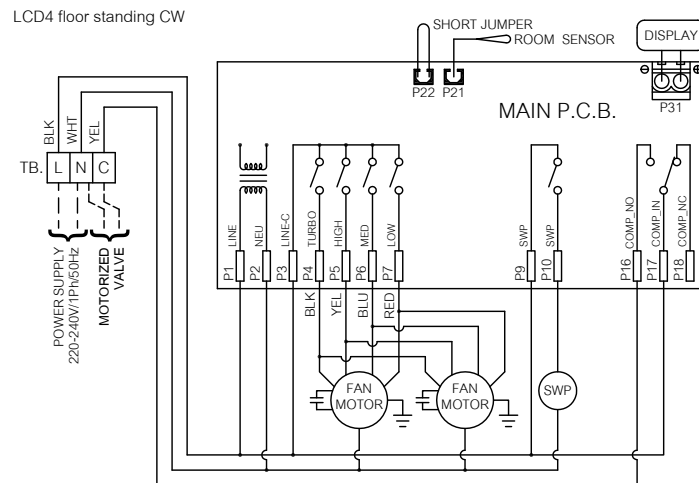 LCD4 floor standing CW
SHORT JUMPER
ROOM SENSOR
DISPLAY
P22
P21
P31
MAIN P.C.B.
BLK
WHT
YEL
TB.
L
N
C
POWER SUPPLY
220-240V/1Ph/50Hz
MOTORIZED
VALVE
P1
LINE
P2
NEU
P3
LINE-C
P4
TURBO
P5
HIGH
P6
MED
P7
LOW
P9
SWP
P10
SWP
P16
COMP_NO
P17
COMP_IN
P18
COMP_NC
BLK
YEL
BLU
RED
FAN
MOTOR
FAN
MOTOR
SWP